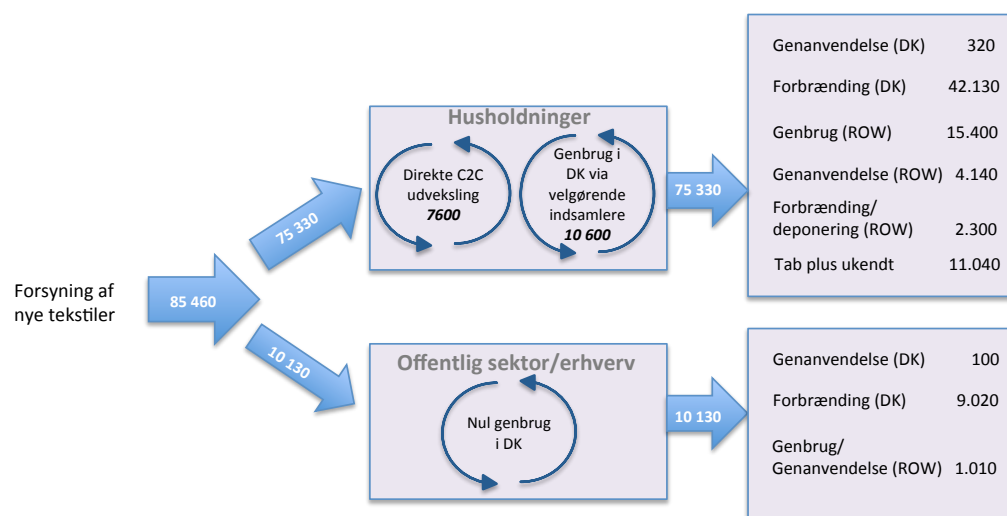 Forsyning af
nye tekstiler
85 460
75 330
10 130
Husholdninger
Direkte C2C
udveksling
7600
Genbrug i
DK via
velgørende
indsamlere
10 600
75 330
Genanvendelse (DK) 320
Forbrænding (DK) 42.130
Genbrug (ROW) 15.400
Genanvendelse (ROW) 4.140
Forbrænding/
deponering (ROW) 2.300
Tab plus ukendt 11.040
Offentlig sektor/erhverv
Nul genbrug
i DK
10 130
Genanvendelse (DK) 100
Forbrænding (DK) 9.020
Genbrug/
Genanvendelse (ROW) 1.010